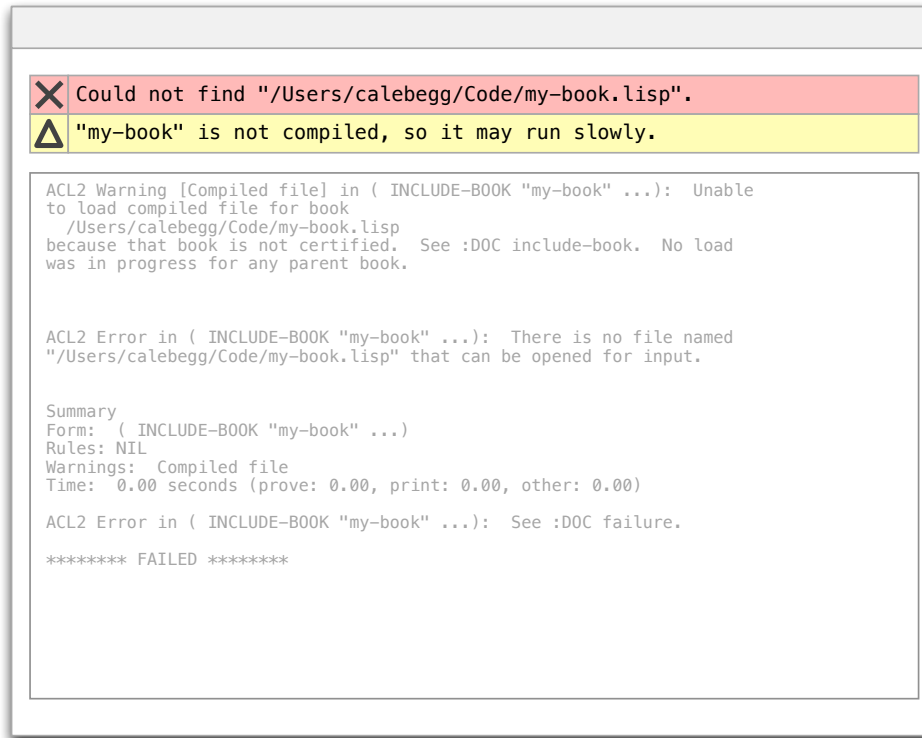 Could not find "/Users/calebegg/Code/my-book.lisp".
"my-book" is not compiled, so it may run slowly.
ACL2 Warning [Compiled file] in ( INCLUDE-BOOK "my-book" ...):  Unable
to load compiled file for book
  /Users/calebegg/Code/my-book.lisp
because that book is not certified.  See :DOC include-book.  No load
was in progress for any parent book.
ACL2 Error in ( INCLUDE-BOOK "my-book" ...):  There is no file named
"/Users/calebegg/Code/my-book.lisp" that can be opened for input.
Summary
Form:  ( INCLUDE-BOOK "my-book" ...)
Rules: NIL
Warnings:  Compiled file
Time:  0.00 seconds (prove: 0.00, print: 0.00, other: 0.00)
ACL2 Error in ( INCLUDE-BOOK "my-book" ...):  See :DOC failure.
******** FAILED ********